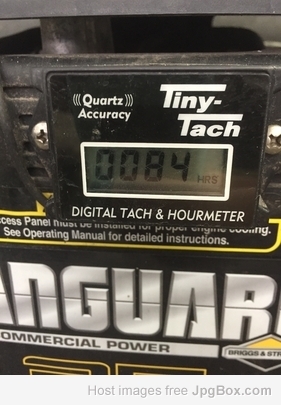 Quartz
Accuracy
Tiny-
Tach
0084 HRS
DIGITAL TACH & HOURMETER
cess Panel must be installed for proper engine cooling.
See Operating Manual for detailed instructions.
ANGUAR
OMMERCIAL POWER
BRIGGS & STR
Host images free JpgBox.com